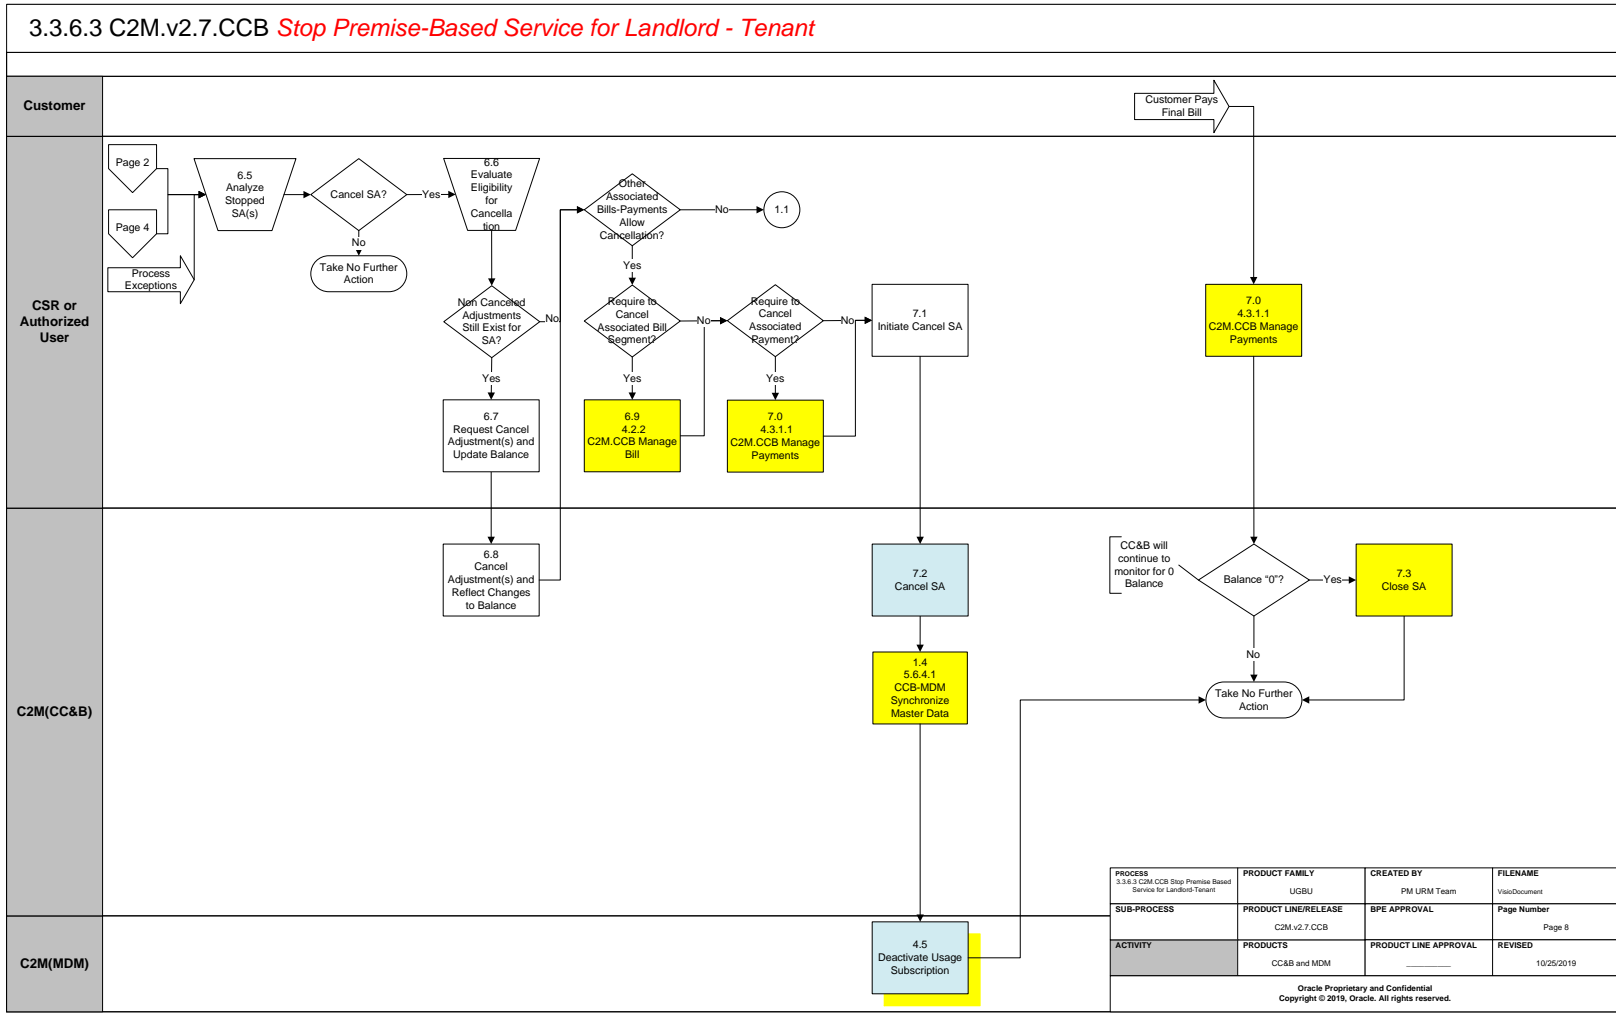 3.3.6.3 C2M.v2.7.CCB Stop Premise-Based Service for Landlord - Tenant
Customer
Customer Pays
Final Bill
CSR or
Authorized
User
Page 2
Page 4
Process
Exceptions
6.5
Analyze
Stopped
SA(s)
Cancel SA?
Yes
No
Take No Further
Action
6.6
Evaluate
Eligibility
for
Cancella
tion
Non Canceled
Adjustments
Still Exist for
SA?
No
Yes
6.7
Request Cancel
Adjustment(s) and
Update Balance
Other
Associated
Bills-Payments
Allow
Cancellation?
No
1.1
Yes
Require to
Cancel
Associated Bill
Segment?
No
Yes
6.9
4.2.2
C2M.CCB Manage
Bill
Require to
Cancel
Associated
Payment?
No
Yes
7.0
4.3.1.1
C2M.CCB Manage
Payments
7.1
Initiate Cancel SA
7.0
4.3.1.1
C2M.CCB Manage
Payments
C2M(CC&B)
6.8
Cancel
Adjustment(s) and
Reflect Changes
to Balance
7.2
Cancel SA
1.4
5.6.4.1
CCB-MDM
Synchronize
Master Data
CC&B will
continue to
monitor for 0
Balance
Balance “0”?
Yes
7.3
Close SA
No
Take No Further
Action
C2M(MDM)
4.5
Deactivate Usage
Subscription
PROCESS
3.3.6.3 C2M.CCB Stop Premise Based
Service for Landlord-Tenant
PRODUCT FAMILY
UGBU
CREATED BY
PM URM Team
FILENAME
VisioDocument
SUB-PROCESS
PRODUCT LINE/RELEASE
C2M.v2.7.CCB
BPE APPROVAL
Page Number
Page 8
ACTIVITY
PRODUCTS
CC&B and MDM
PRODUCT LINE APPROVAL
___________
REVISED
10/25/2019
Oracle Proprietary and Confidential
Copyright © 2019, Oracle. All rights reserved.